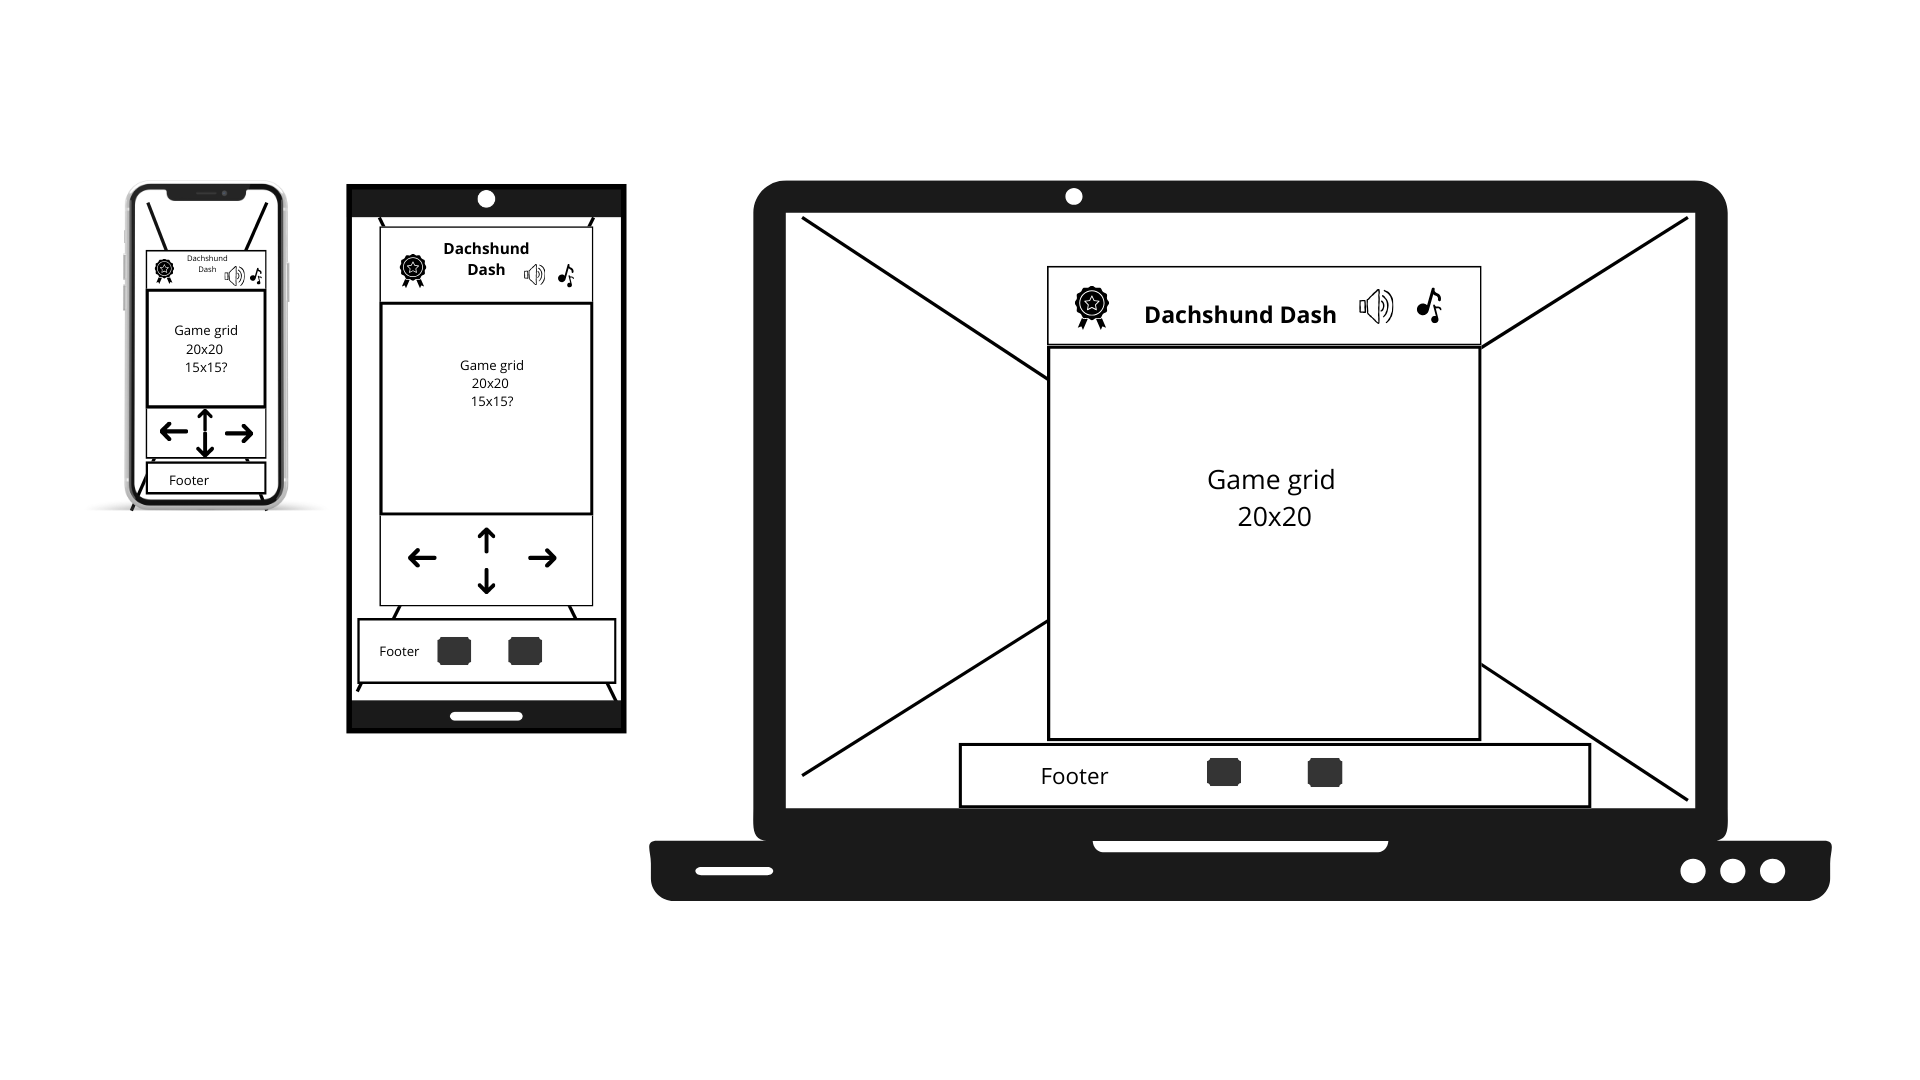 Dachshund
Dash
Game grid
20x20
15x15?
Footer
Dachshund
Dash
Game grid
20x20
15x15?
Footer
Dachshund Dash
Game grid
20x20
Footer